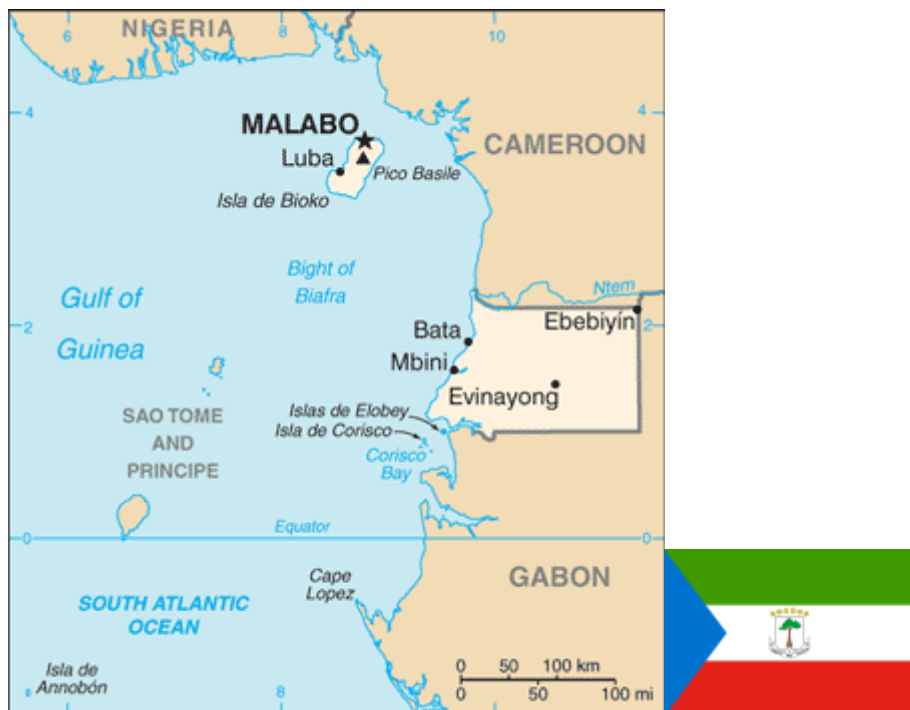 NIGERIA
6
8
10
4
4
MALABO
CAMEROON
Luba
Pico Basile
Isla de Bioko
Bight of
Biafra
Gulf of
Guinea
Ntem
Ebebiyín
2
2
Bata
Mbini
Evinayong
Islas de Elobey
Isla de Corisco
SAO TOME
AND
PRINCIPE
Corisco
Bay
Equator
0
0
Cape
Lopez
GABON
SOUTH ATLANTIC
OCEAN
Isla de
Annobón
8
0 50 100 km
0 50 100 mi